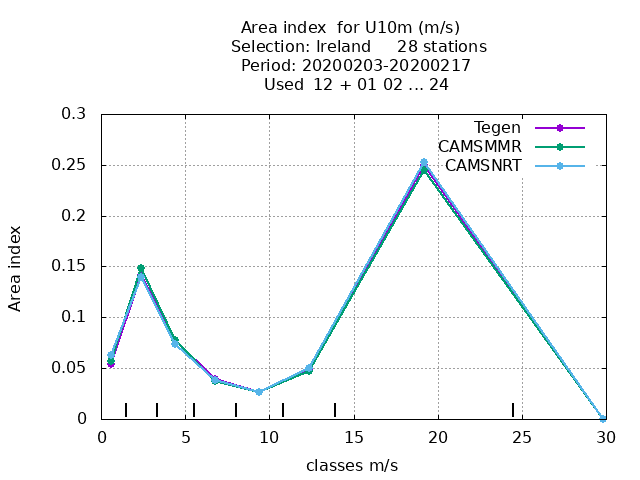 Area index  for U10m (m/s)
Selection: Ireland     28 stations
Period: 20200203-20200217
Used  12 + 01 02 ... 24
Tegen
CAMSMMR
CAMSNRT
Area index
0.3
0.25
0.2
0.15
0.1
0.05
0
0 5 10 15 20 25 30
classes m/s